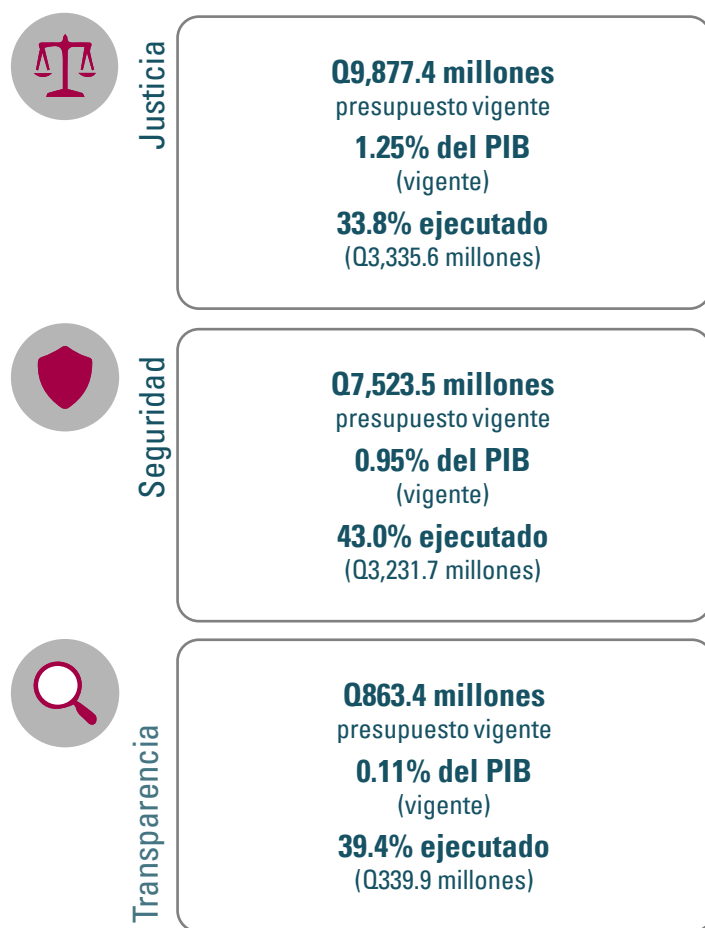 Justicia
Q9,877.4 millones
presupuesto vigente
1.25% del PIB
(vigente)
33.8% ejecutado
(Q3,335.6 millones)
Seguridad
Q7,523.5 millones
presupuesto vigente
0.95% del PIB
(vigente)
43.0% ejecutado
(Q3,231.7 millones)
Transparencia
Q863.4 millones
presupuesto vigente
0.11% del PIB
(vigente)
39.4% ejecutado
(Q339.9 millones)